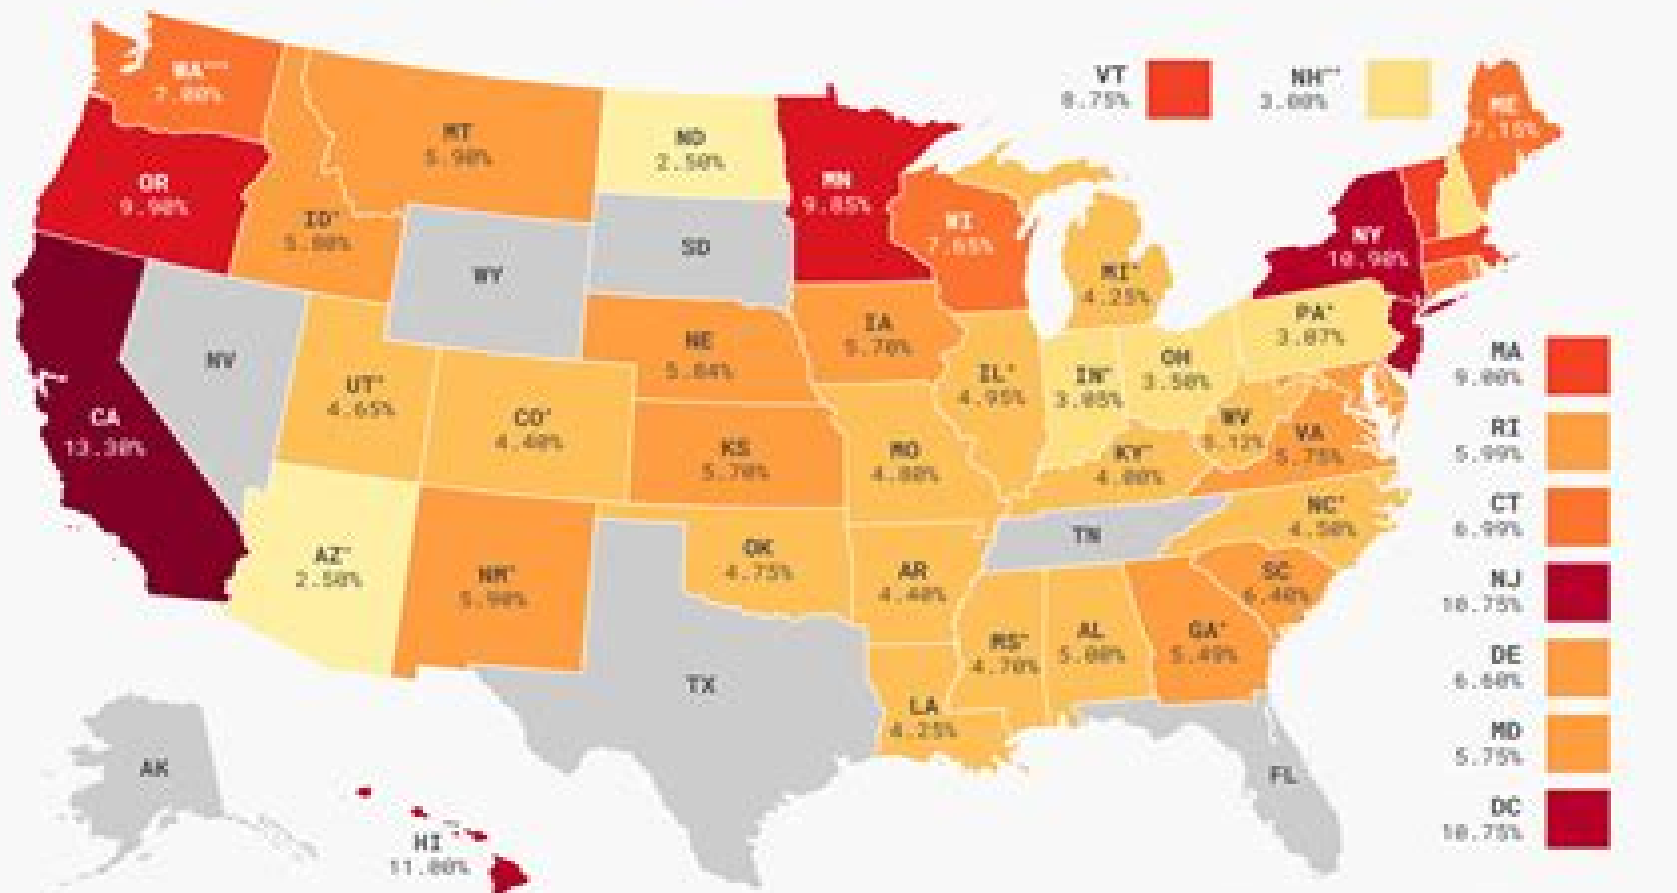 WA***
7.00%
OR
9.90%
CA
13.30%
NV
ID*
5.80%
MT
5.90%
WY
UT*
4.65%
CO*
4.40%
AZ*
2.50%
NM*
5.90%
ND
2.50%
SD
NE
5.84%
KS
5.70%
OK
4.75%
TX
MN
9.85%
IA
5.70%
MO
4.80%
AR
4.40%
LA
4.25%
WI
7.65%
IL*
4.95%
MI*
4.25%
IN*
3.05%
OH
3.50%
KY*
4.00%
TN
MS*
4.70%
AL
5.00%
GA*
5.49%
FL
SC
6.40%
NC*
4.50%
VA
5.75%
WV
5.12%
PA*
3.07%
NY
10.90%
ME
7.15%
VT
8.75%
NH**
3.00%
MA
9.00%
RI
5.99%
CT
6.99%
NJ
10.75%
DE
6.60%
MD
5.75%
DC
10.75%
AK
HI
11.00%